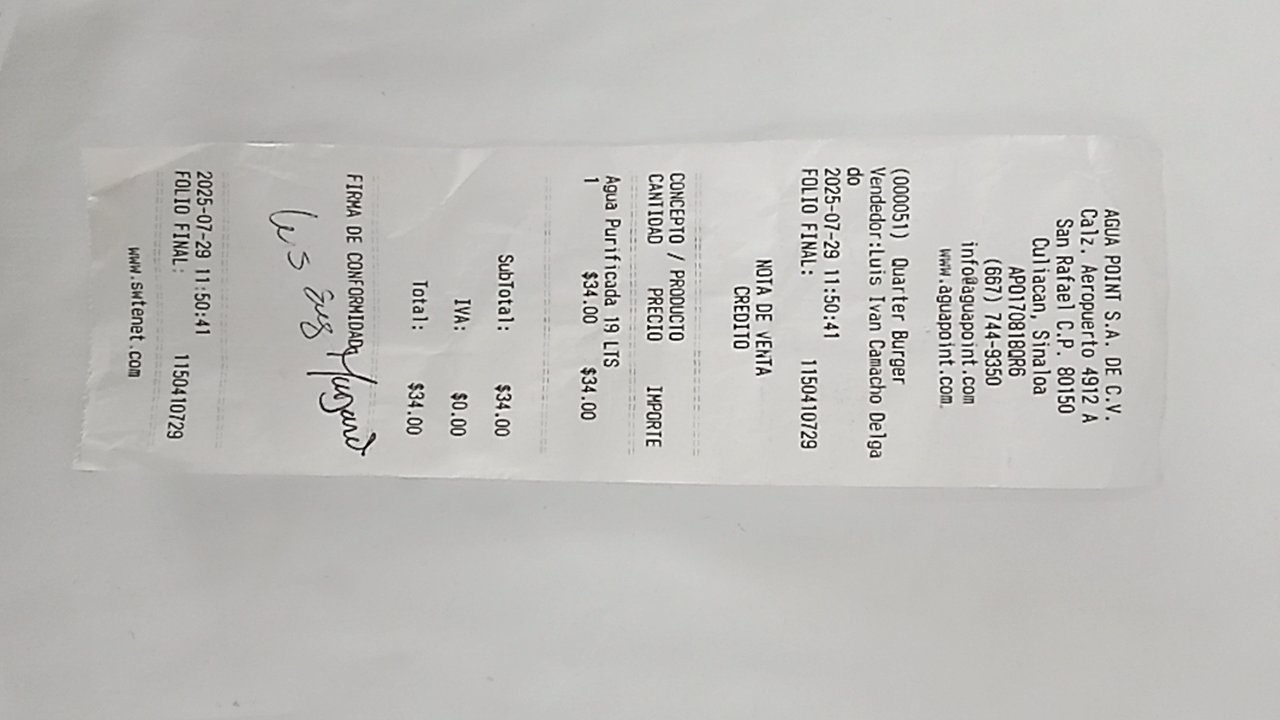 AGUA POINT S.A. DE C.V.
Calz. Aeropuerto 4912 A
San Rafael C.P. 80150
Culiacan, Sinaloa
APO170818QR6
(667) 744-9350
info@aguapoint.com
www.aguapoint.com.
(000051) Quarter Burger
Vendedor:Luis Ivan Camacho Delga
do
2025-07-29 11:50:41
FOLIO FINAL: 1150410729
NOTA DE VENTA
CREDITO
CONCEPTO / PRODUCTO
CANTIDAD PRECIO IMPORTE
Agua Purificada 19 LTS
1 $34.00 $34.00
SubTotal: $34.00
IVA: $0.00
Total: $34.00
FIRMA DE CONFORMIDAD
2025-07-29 11:50:41
FOLIO FINAL: 1150410729
www.swtenet.com